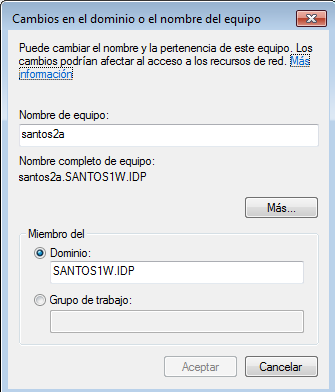 Cambios en el dominio o el nombre del equipo
Puede cambiar el nombre y la pertenencia de este equipo. Los
cambios podrían afectar al acceso a los recursos de red. Más
información
Nombre de equipo:
santos2a
Nombre completo de equipo:
santos2a.SANTOS1W.IDP
Más...
Miembro del
Dominio:
SANTOS1W.IDP
Grupo de trabajo:
Aceptar
Cancelar